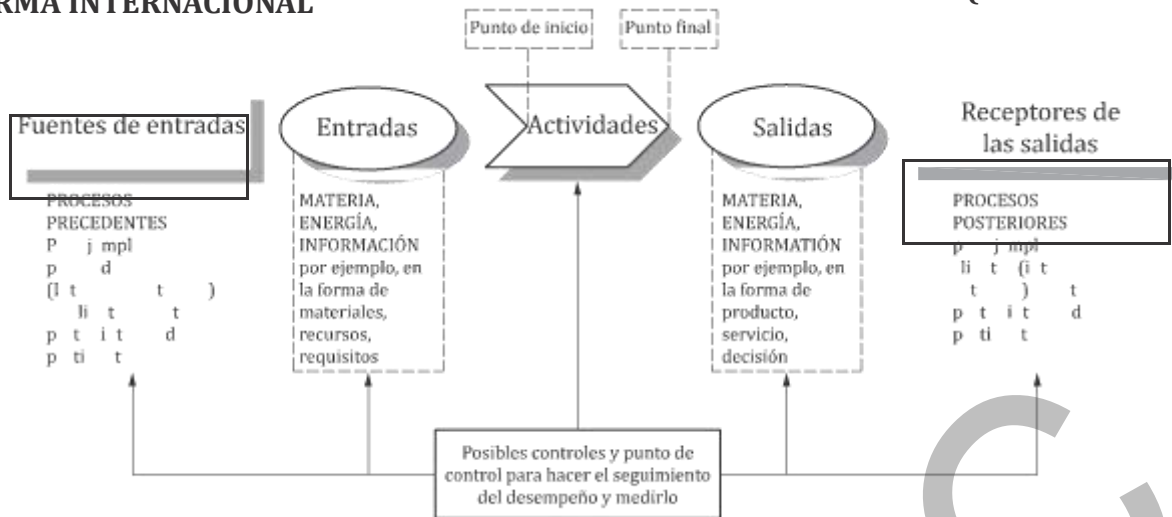 RMA INTERNACIONAL
Punto de inicio
Punto final
Fuentes de entradas
Entradas
Actividades
Salidas
Receptores de
las salidas
PROCESOS
PRECEDENTES
MATERIA,
ENERGÍA,
INFORMACIÓN
por ejemplo, en
la forma de
materiales,
recursos,
requisitos
MATERIA,
ENERGÍA,
INFORMATIÓN
por ejemplo, en
la forma de
producto,
servicio,
decisión
PROCESOS
POSTERIORES
Posibles controles y punto de
control para hacer el seguimiento
del desempeño y medirlo